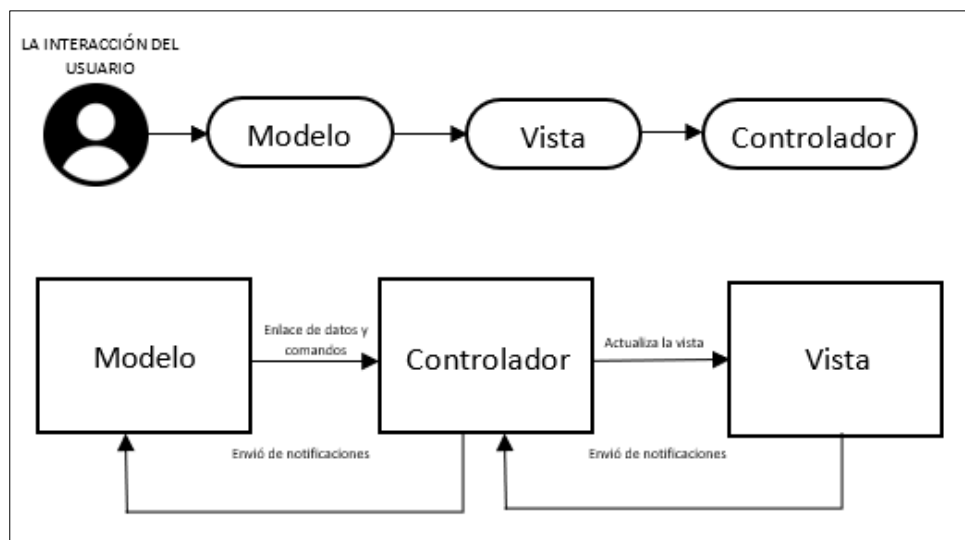 LA INTERACCIÓN DEL
USUARIO
Modelo
Vista
Controlador
Modelo
Enlace de datos y
comandos
Controlador
Actualiza la vista
Vista
Envió de notificaciones
Envió de notificaciones